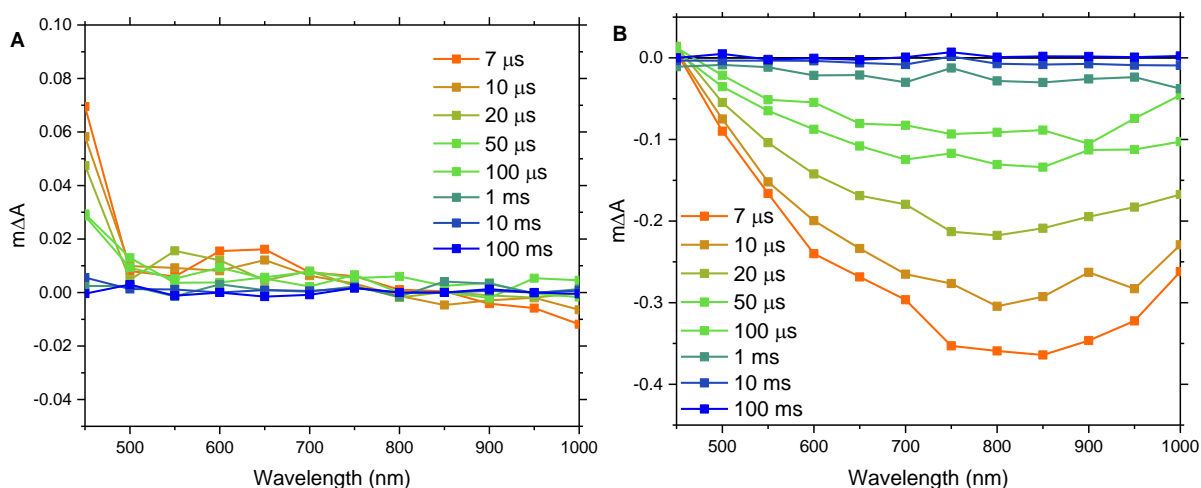 A
0.10
0.08
0.06
0.04
0.02
0.00
-0.02
-0.04
mΔA
7 μs
10 μs
20 μs
50 μs
100 μs
1 ms
10 ms
100 ms
500 600 700 800 900 1000
Wavelength (nm)
B
0.0
-0.1
-0.2
-0.3
-0.4
mΔA
7 μs
10 μs
20 μs
50 μs
100 μs
1 ms
10 ms
100 ms
500 600 700 800 900 1000
Wavelength (nm)